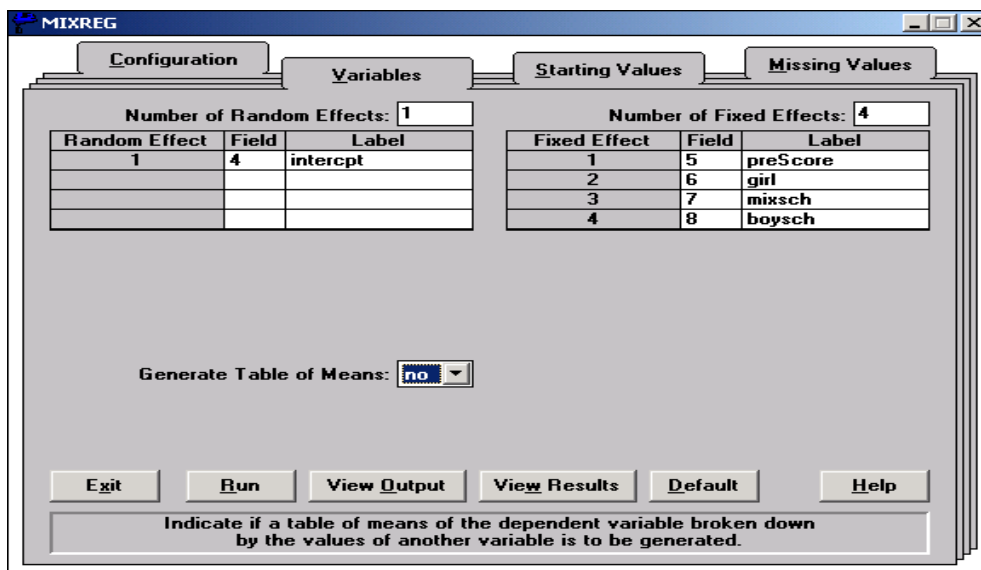 MIXREG
Configuration
Variables
Starting Values
Missing Values
Number of Random Effects: 1
Random Effect Field Label
1 4 intercpt
Number of Fixed Effects: 4
Fixed Effect Field Label
1 5 preScore
2 6 girl
3 7 mixsch
4 8 boysch
Generate Table of Means: no
Exit
Run
View Output
View Results
Default
Help
Indicate if a table of means of the dependent variable broken down
by the values of another variable is to be generated.